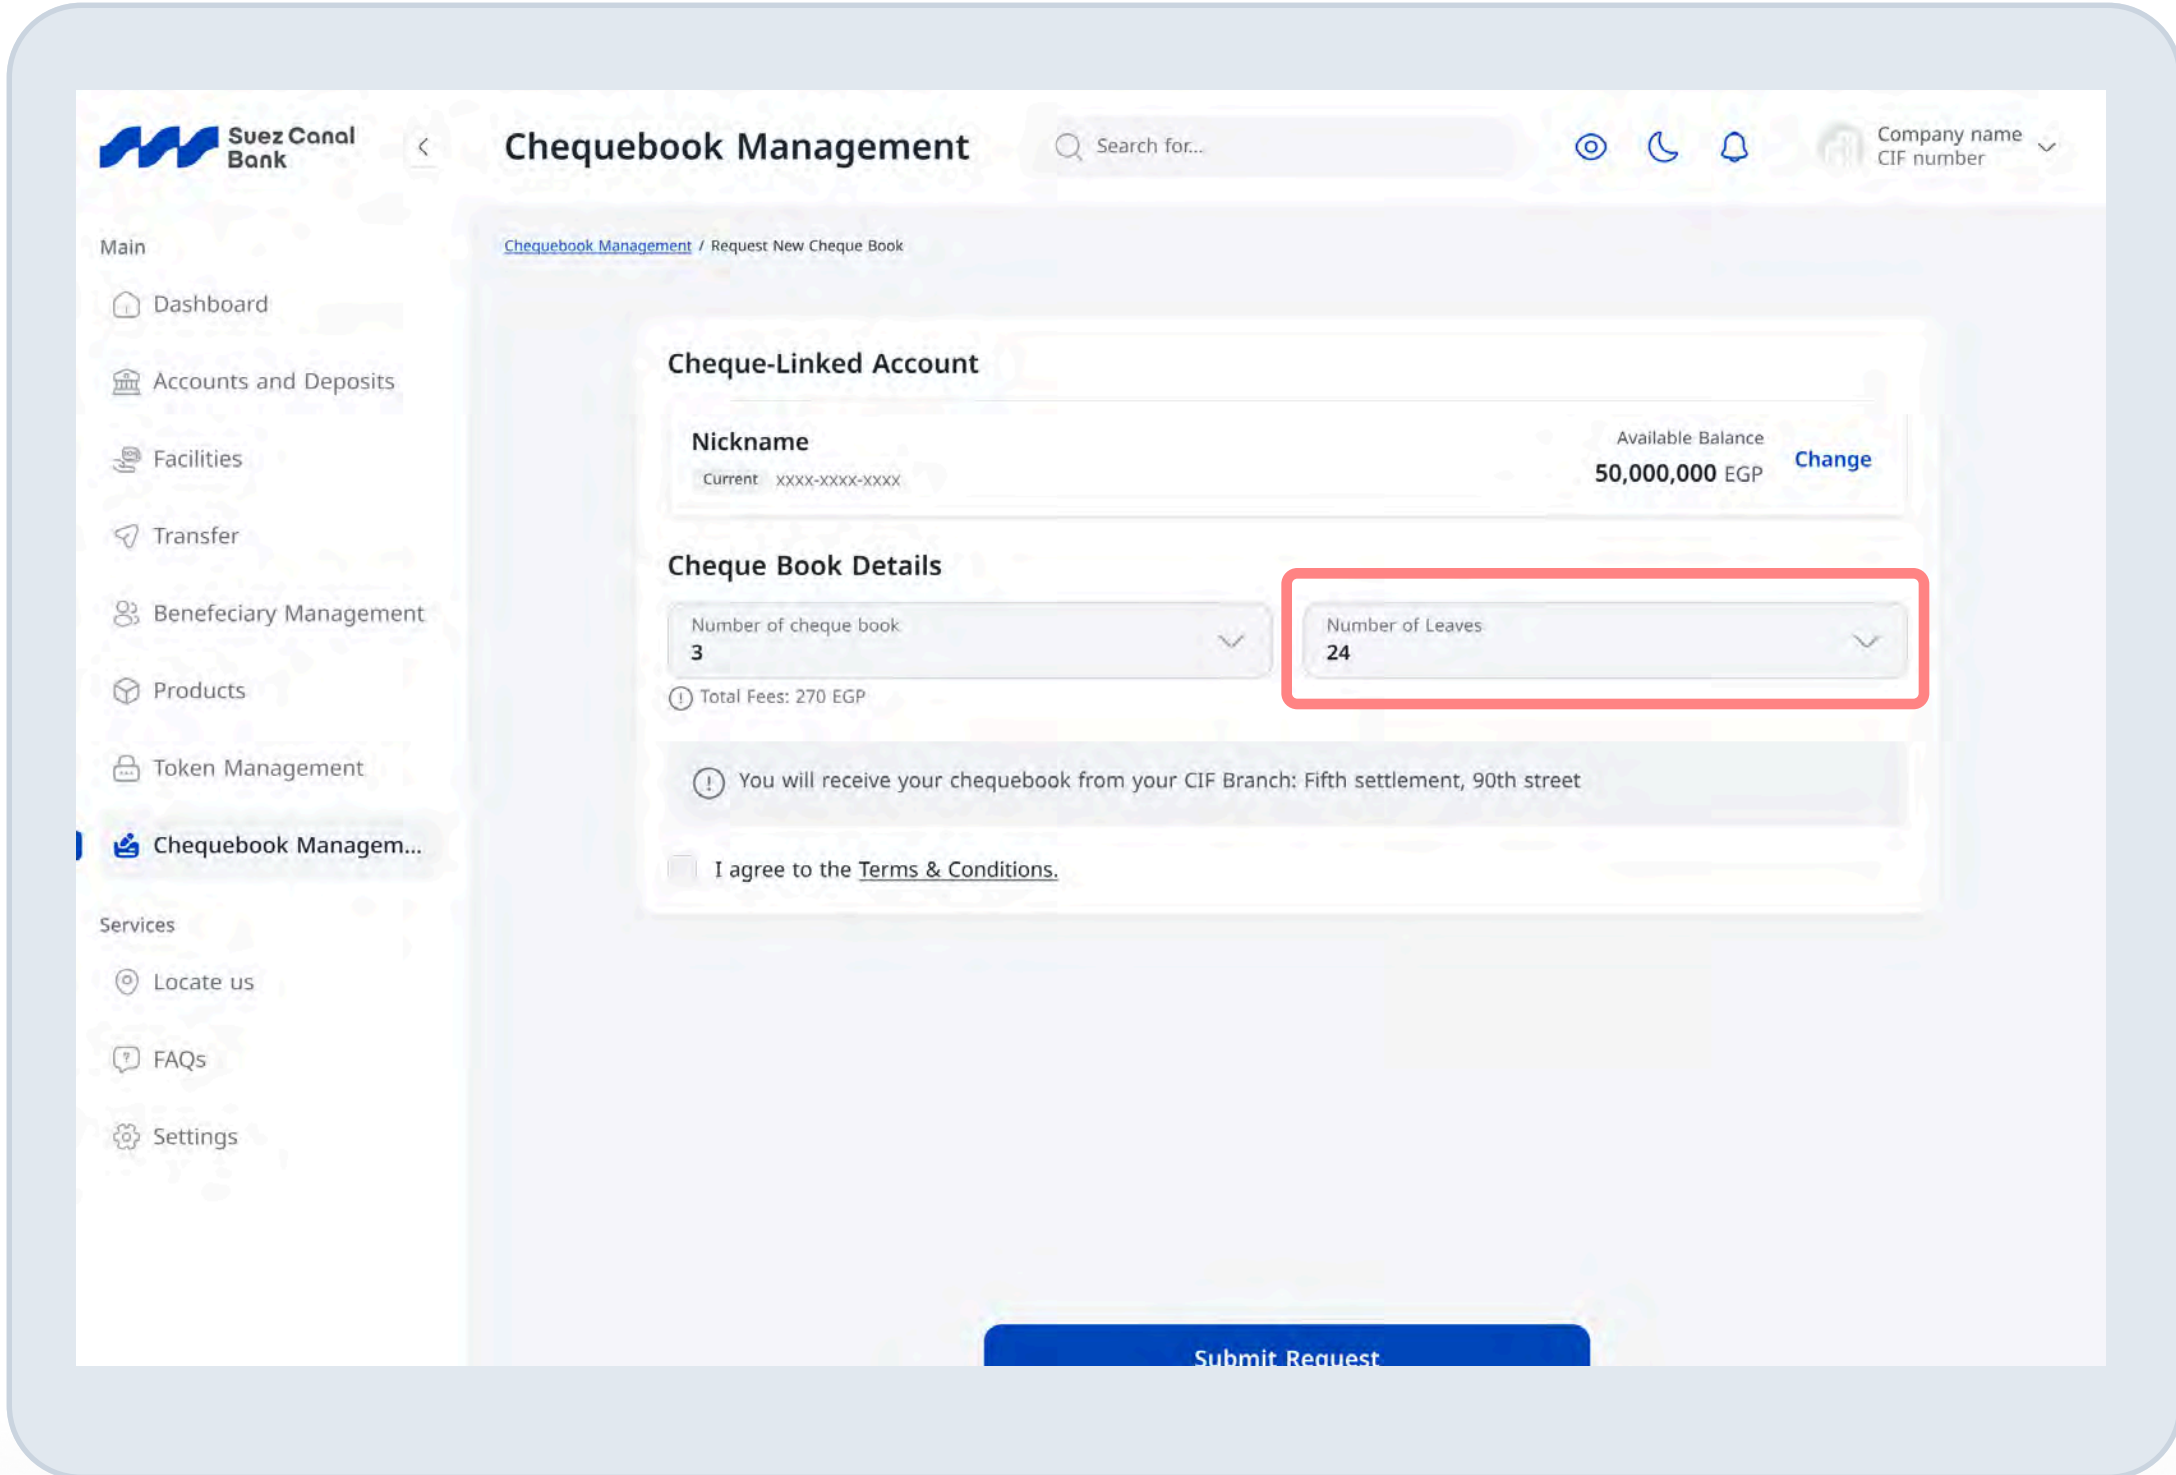 Suez Canal
Bank
Chequebook Management
Search for...
Company name
CIF number
Main
Dashboard
Accounts and Deposits
Facilities
Transfer
Benefeciary Management
Products
Token Management
Chequebook Managem...
Services
Locate us
FAQs
Settings
Chequebook Management / Request New Cheque Book
Cheque-Linked Account
Nickname
Current xxxx-xxxx-xxxx
Available Balance
50,000,000 EGP
Change
Cheque Book Details
Number of cheque book
3
Number of Leaves
24
Total Fees: 270 EGP
You will receive your chequebook from your CIF Branch: Fifth settlement, 90th street
I agree to the Terms & Conditions.
Submit Request